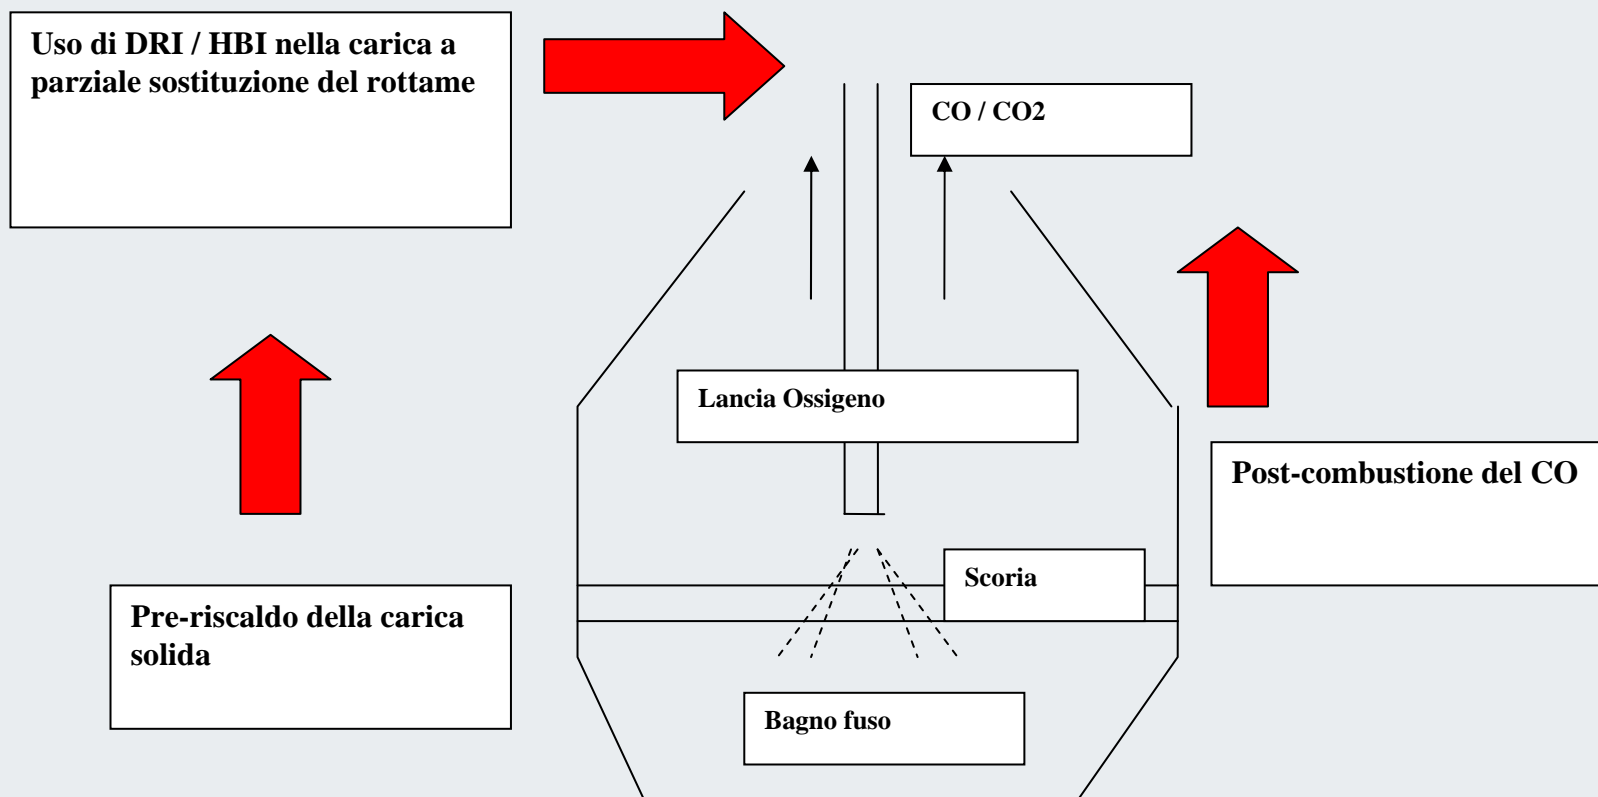 Uso di DRI / HBI nella carica a
parziale sostituzione del rottame
CO / CO2
Lancia Ossigeno
Post-combustione del CO
Scoria
Pre-riscaldo della carica
solida
Bagno fuso